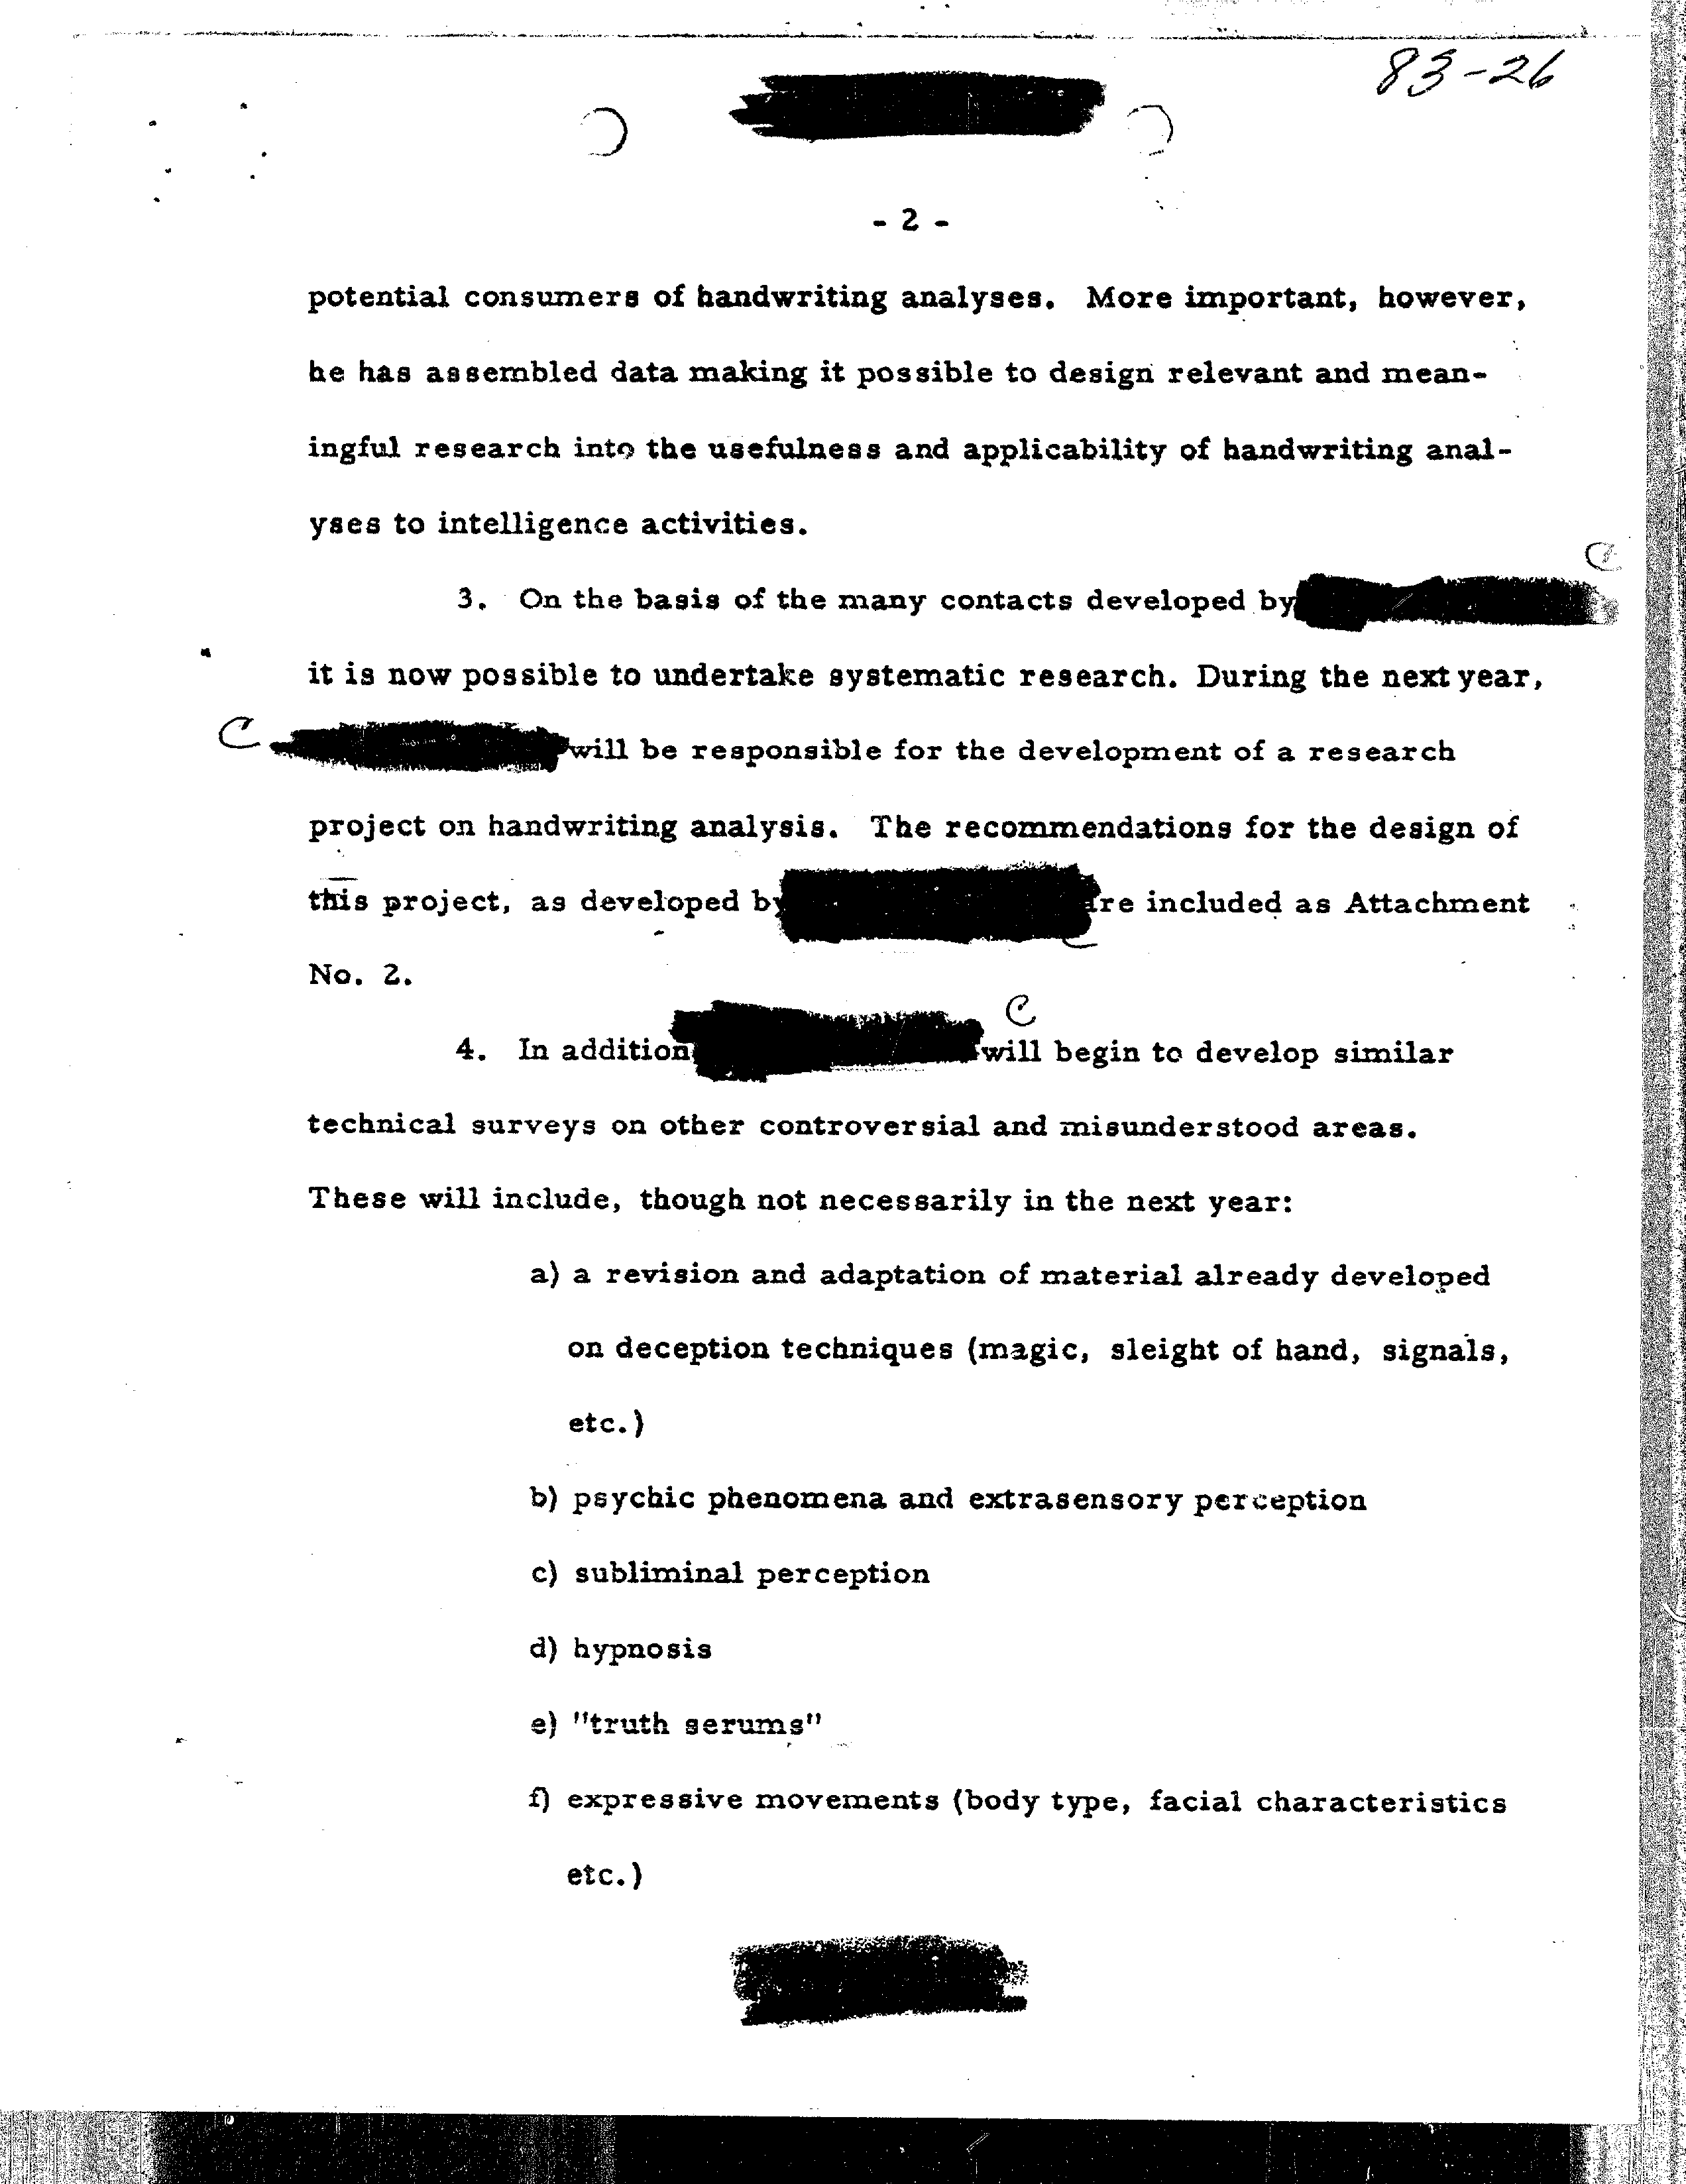 83-26
- 2 -
potential consumers of handwriting analyses. More important, however,
he has assembled data making it possible to design relevant and mean-
ingful research into the usefulness and applicability of handwriting anal-
yses to intelligence activities.
3. On the basis of the many contacts developed by
C
it is now possible to undertake systematic research. During the next year,
C will be responsible for the development of a research
project on handwriting analysis. The recommendations for the design of
this project, as developed by are included as Attachment
No. 2.
C
4. In addition will begin to develop similar
technical surveys on other controversial and misunderstood areas.
These will include, though not necessarily in the next year:
a) a revision and adaptation of material already developed
on deception techniques (magic, sleight of hand, signals,
etc.)
b) psychic phenomena and extrasensory perception
c) subliminal perception
d) hypnosis
e) "truth serums"
f) expressive movements (body type, facial characteristics
etc.)